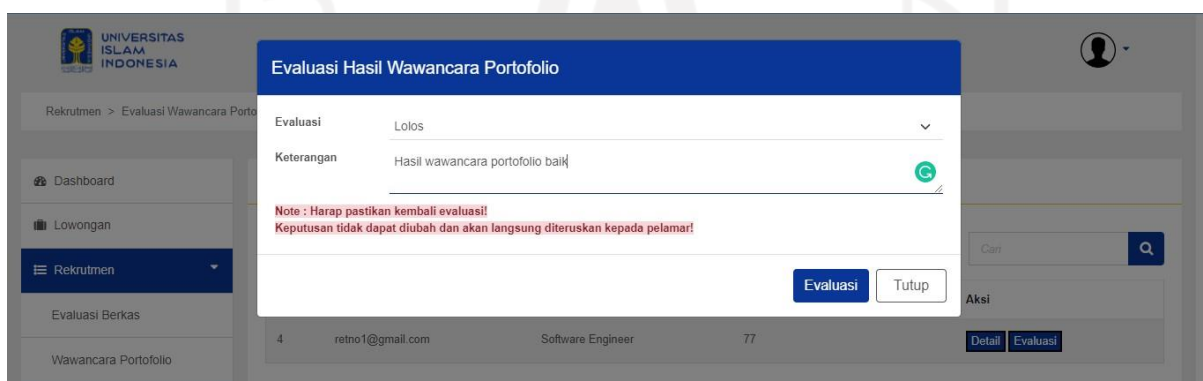 UNIVERSITAS
ISLAM
INDONESIA
Evaluasi Hasil Wawancara Portofolio
Rekrutmen > Evaluasi Wawancara Porto
Evaluasi
Lolos
Keterangan
Hasil wawancara portofolio baik
Note : Harap pastikan kembali evaluasi!
Keputusan tidak dapat diubah dan akan langsung diteruskan kepada pelamar!
Evaluasi
Tutup
Dashboard
Lowongan
Rekrutmen
Evaluasi Berkas
Wawancara Portofolio
Cari
Aksi
4 retno1@gmail.com Software Engineer 77 Detail Evaluasi